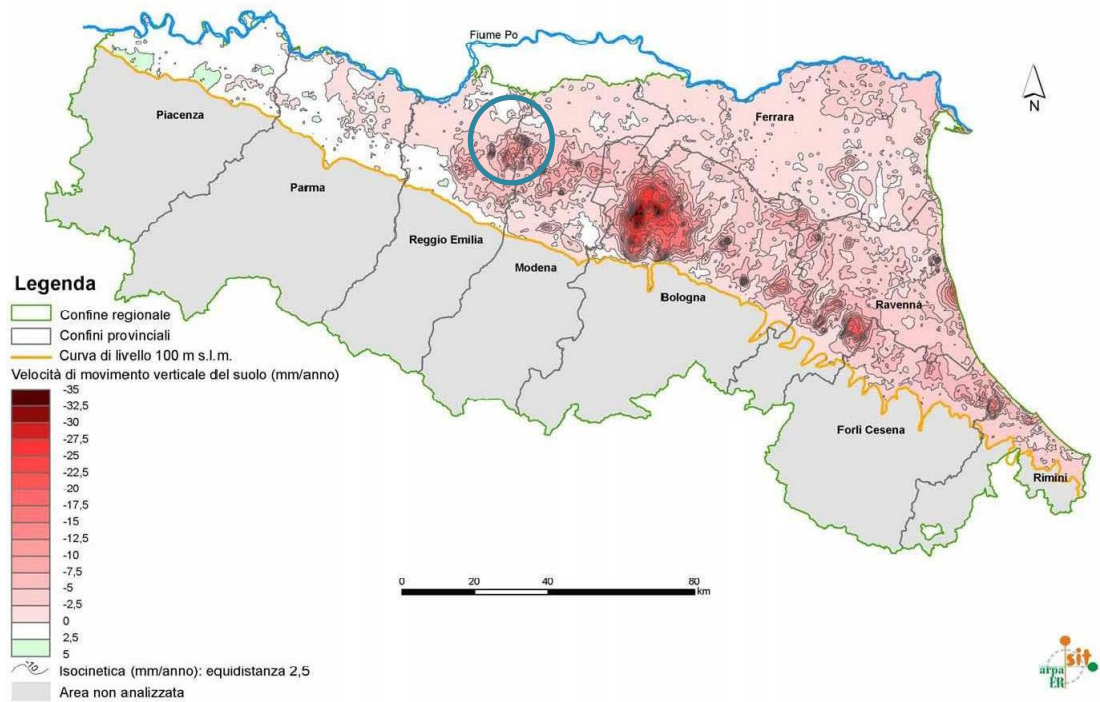 Fiume Po
N
Piacenza
Ferrara
Parma
Reggio Emilia
Modena
Bologna
Ravenna
Forli Cesena
Rimini
Legenda
Confine regionale
Confini provinciali
Curva di livello 100 m s.l.m.
Velocità di movimento verticale del suolo (mm/anno)
-35
-32,5
-30
-27,5
-25
-22,5
-20
-17,5
-15
-12,5
-10
-7,5
-5
-2,5
0
2,5
5
-10
Isocinetica (mm/anno): equidistanza 2,5
Area non analizzata
0 20 40 80
km
sit
arpa
ER